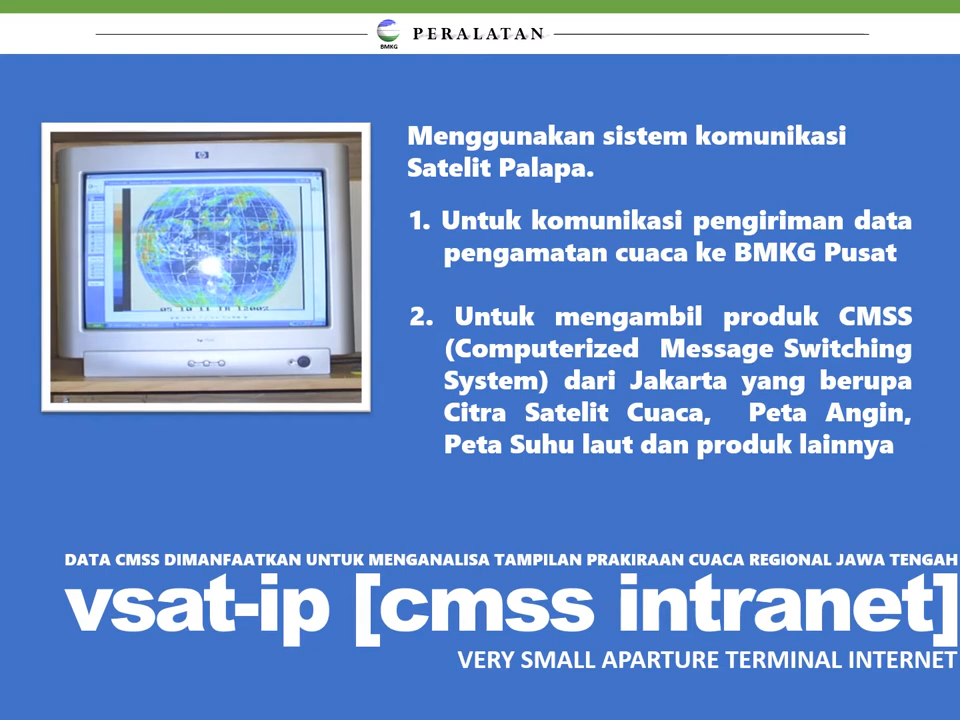 BMKG
PERALATAN
Menggunakan sistem komunikasi
Satelit Palapa.
1. Untuk komunikasi pengiriman data
pengamatan cuaca ke BMKG Pusat
2. Untuk mengambil produk CMSS
(Computerized Message Switching
System) dari Jakarta yang berupa
Citra Satelit Cuaca, Peta Angin,
Peta Suhu laut dan produk lainnya
hp
DATA CMSS DIMANFAATKAN UNTUK MENGANALISA TAMPILAN PRAKIRAAN CUACA REGIONAL JAWA TENGAH
vsat-ip [cmss intranet]
VERY SMALL APARTURE TERMINAL INTERNET